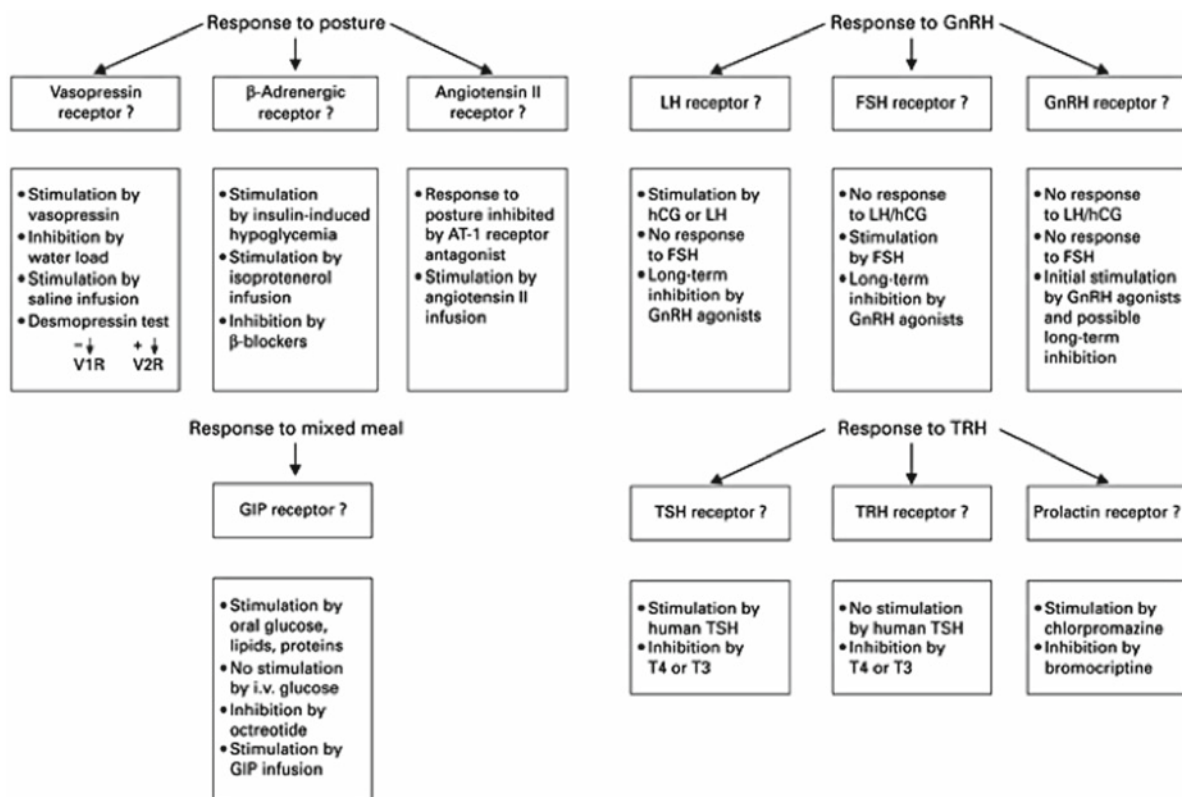 Response to posture
Vasopressin
receptor ?
β-Adrenergic
receptor ?
Angiotensin II
receptor ?
• Stimulation by
vasopressin
• Inhibition by
water load
• Stimulation by
saline infusion
• Desmopressin test
− ↓ + ↓
V1R V2R
• Stimulation
by insulin-induced
hypoglycemia
• Stimulation by
isoprotenerol
infusion
• Inhibition by
β-blockers
• Response to
posture inhibited
by AT-1 receptor
antagonist
• Stimulation by
angiotensin II
infusion
Response to GnRH
LH receptor ?
FSH receptor ?
GnRH receptor ?
• Stimulation by
hCG or LH
• No response
to FSH
• Long-term
inhibition by
GnRH agonists
• No response
to LH/hCG
• Stimulation
by FSH
• Long-term
inhibition by
GnRH agonists
• No response
to LH/hCG
• No response
to FSH
• Initial stimulation
by GnRH agonists
and possible
long-term
inhibition
Response to mixed meal
GIP receptor ?
• Stimulation by
oral glucose,
lipids, proteins
• No stimulation
by i.v. glucose
• Inhibition by
octreotide
• Stimulation by
GIP infusion
Response to TRH
TSH receptor ?
TRH receptor ?
Prolactin receptor ?
• Stimulation by
human TSH
• Inhibition by
T4 or T3
• No stimulation
by human TSH
• Inhibition by
T4 or T3
• Stimulation by
chlorpromazine
• Inhibition by
bromocriptine